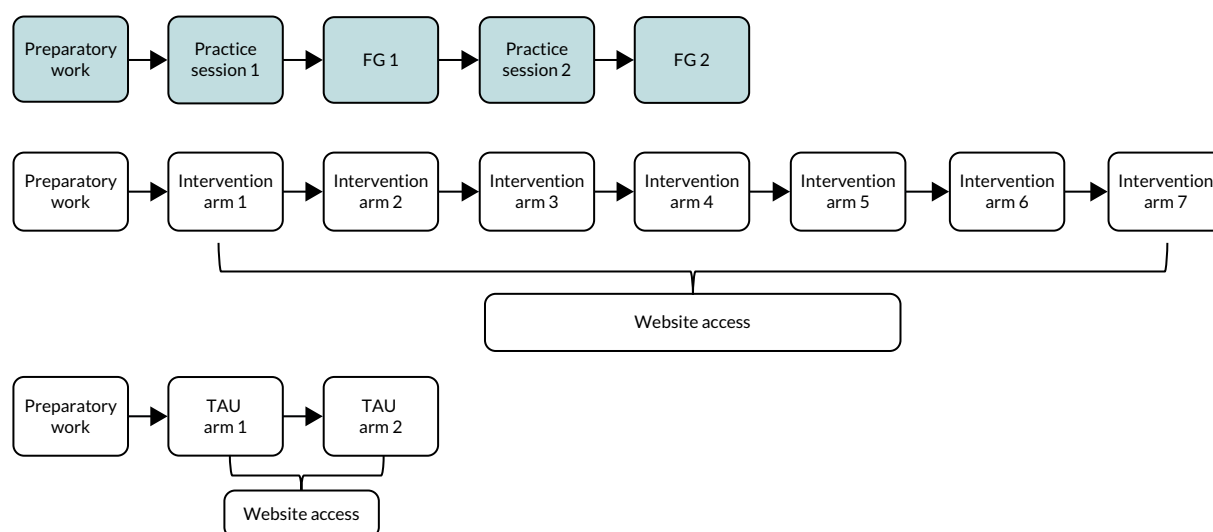 Preparatory
work
Practice
session 1
FG 1
Practice
session 2
FG 2
Preparatory
work
Intervention
arm 1
Intervention
arm 2
Intervention
arm 3
Intervention
arm 4
Intervention
arm 5
Intervention
arm 6
Intervention
arm 7
Website access
Preparatory
work
TAU
arm 1
TAU
arm 2
Website access